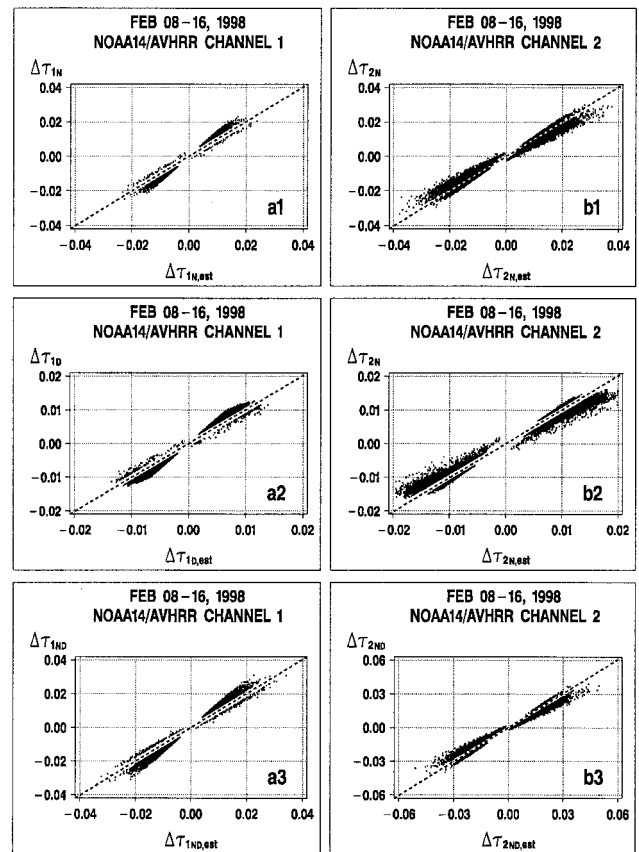 FEB 08-16, 1998
NOAA14/AVHRR CHANNEL 1
Δτ1N
0.04
0.02
0.00
-0.02
-0.04
a1
-0.04 -0.02 0.00 0.02 0.04
Δτ1N,est
FEB 08-16, 1998
NOAA14/AVHRR CHANNEL 2
Δτ2N
0.04
0.02
0.00
-0.02
-0.04
b1
-0.04 -0.02 0.00 0.02 0.04
Δτ2N,est
FEB 08-16, 1998
NOAA14/AVHRR CHANNEL 1
Δτ1D
0.02
0.01
0.00
-0.01
-0.02
a2
-0.02 -0.01 0.00 0.01 0.02
Δτ1D,est
FEB 08-16, 1998
NOAA14/AVHRR CHANNEL 2
Δτ2N
0.02
0.01
0.00
-0.01
-0.02
b2
-0.02 -0.01 0.00 0.01 0.02
Δτ2N,est
FEB 08-16, 1998
NOAA14/AVHRR CHANNEL 1
Δτ1ND
0.04
0.02
0.00
-0.02
-0.04
a3
-0.04 -0.02 0.00 0.02 0.04
Δτ1ND,est
FEB 08-16, 1998
NOAA14/AVHRR CHANNEL 2
Δτ2ND
0.06
0.03
0.00
-0.03
-0.06
b3
-0.06 -0.03 0.00 0.03 0.06
Δτ2ND,est